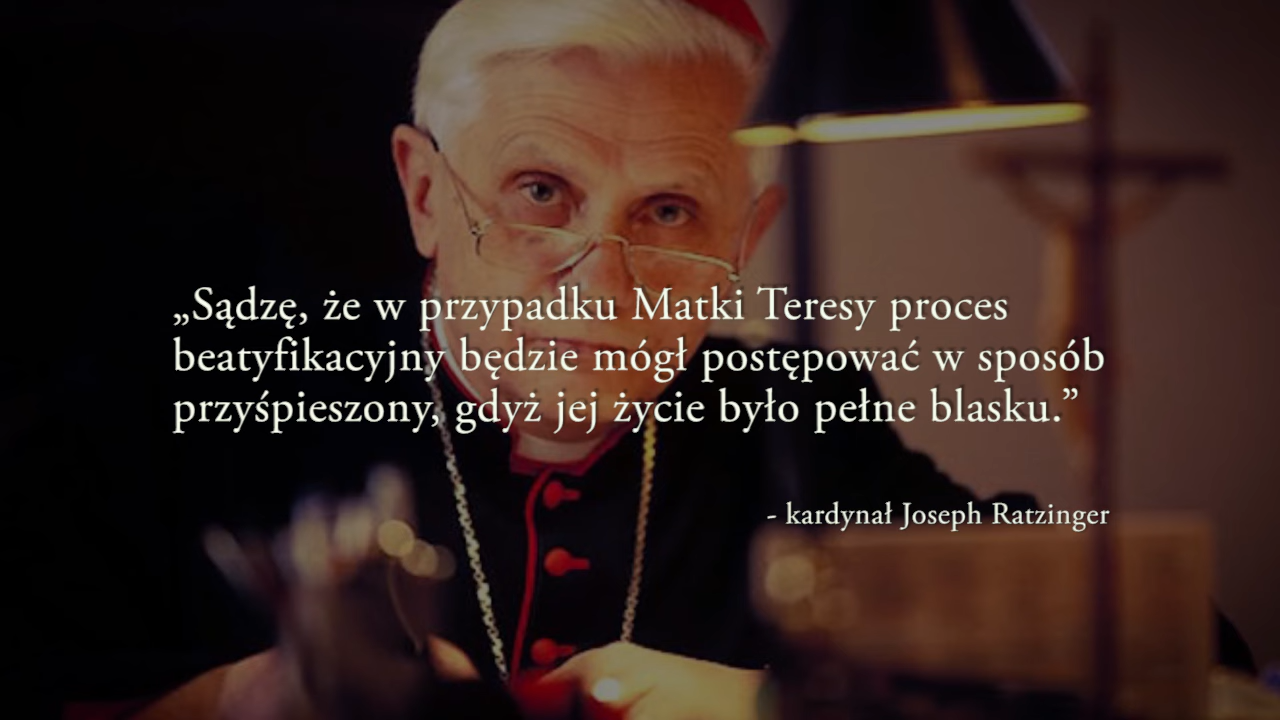 „Sądzę, że w przypadku Matki Teresy proces
beatyfikacyjny będzie mógł postępować w sposób
przyśpieszony, gdyż jej życie było pełne blasku.”
- kardynał Joseph Ratzinger